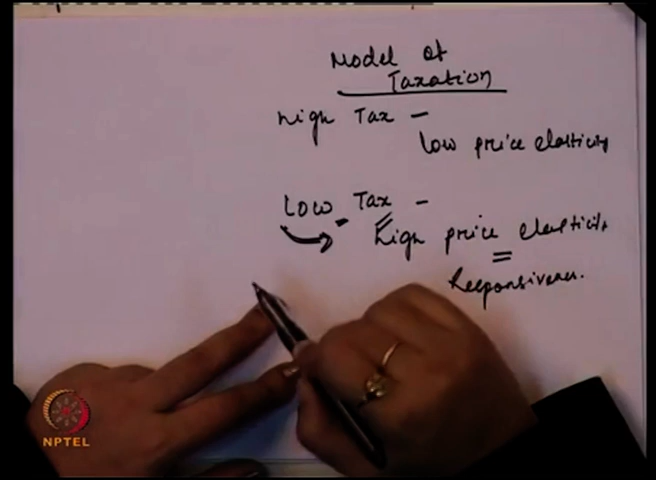 Model of
Taxation
High Tax –
Low price elasticity
Low Tax –
High price elasticity
Responsiveness.
NPTEL